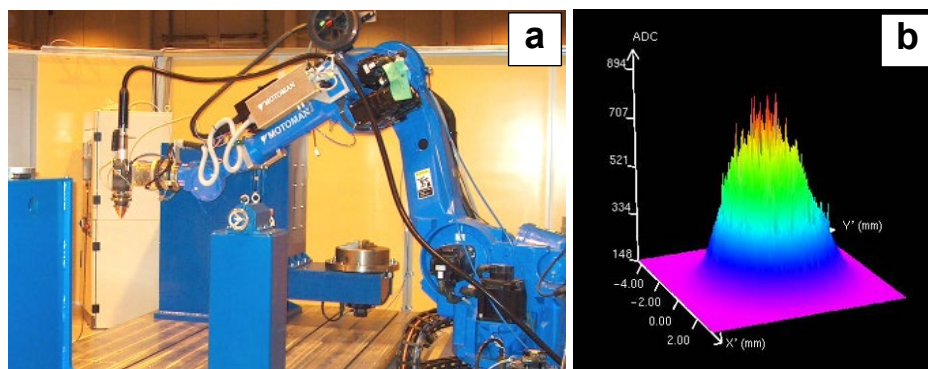 a
MOTOMAN
MOTOMAN
b
ADC
894
707
521
334
148
Y' (mm)
-4.00
-2.00
0.00
2.00
X' (mm)